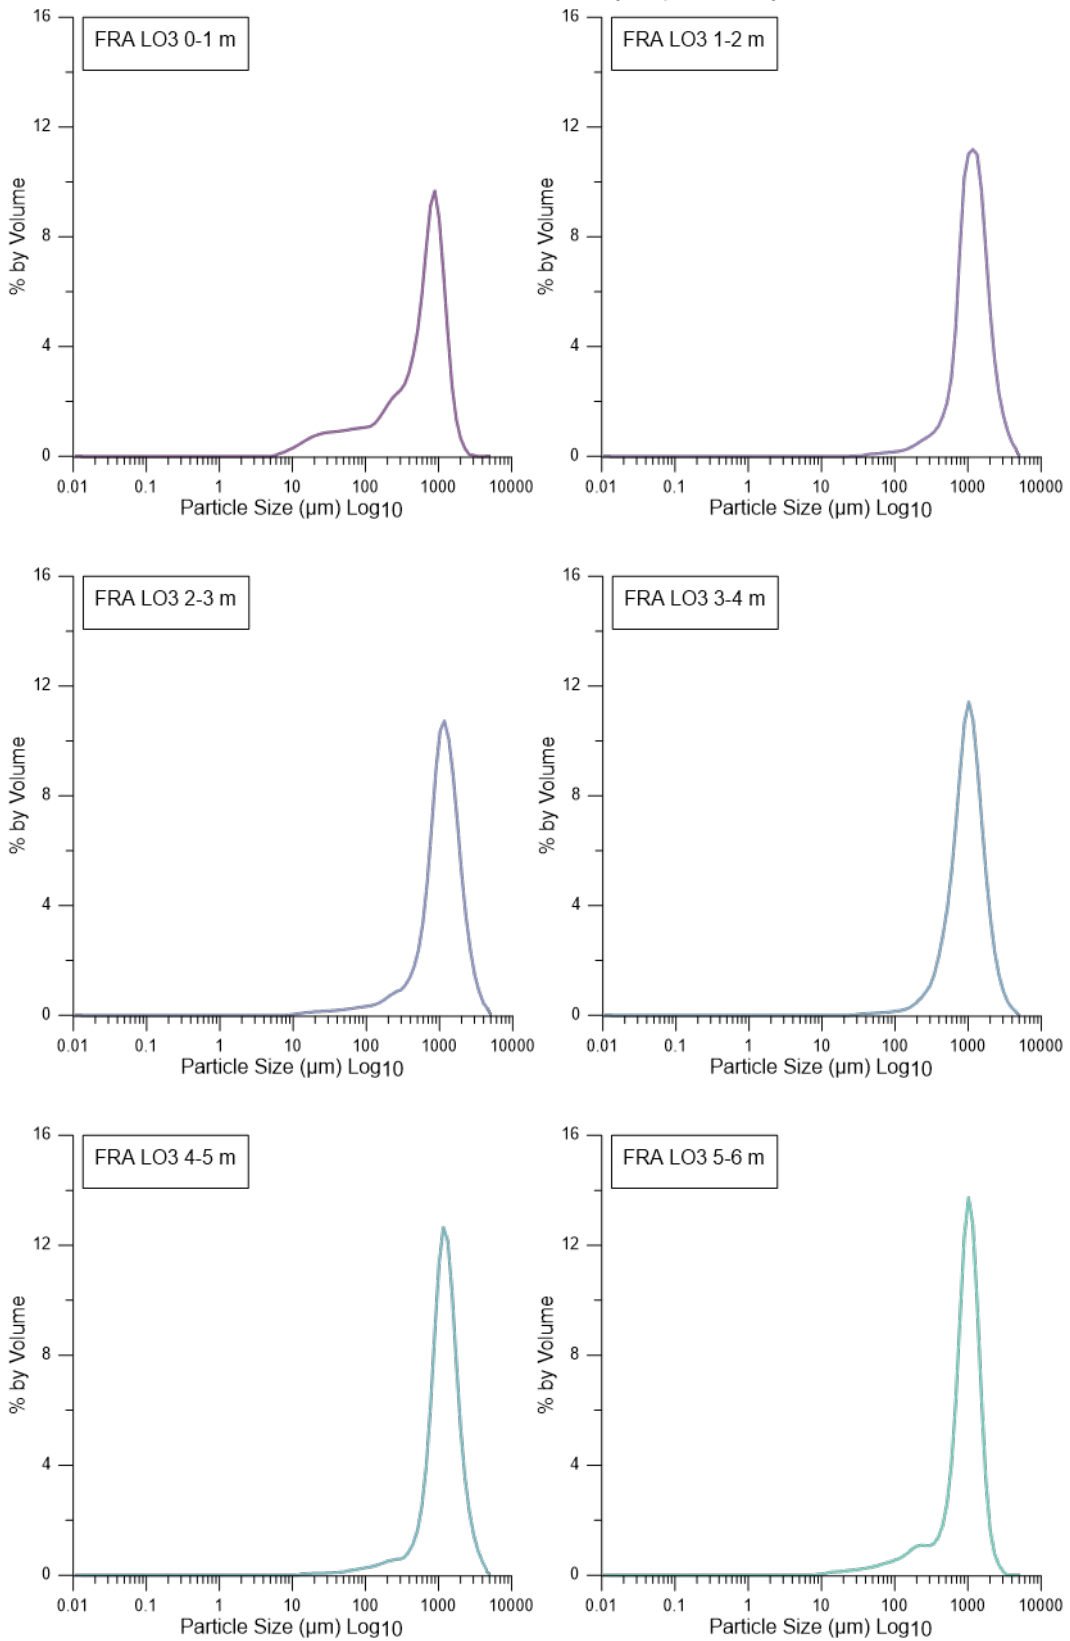 FRA LO3 0-1 m
16
12
8
4
0
% by Volume
0.01 0.1 1 10 100 1000 10000
Particle Size (µm) Log10
FRA LO3 1-2 m
16
12
8
4
0
% by Volume
0.01 0.1 1 10 100 1000 10000
Particle Size (µm) Log10
FRA LO3 2-3 m
16
12
8
4
0
% by Volume
0.01 0.1 1 10 100 1000 10000
Particle Size (µm) Log10
FRA LO3 3-4 m
16
12
8
4
0
% by Volume
0.01 0.1 1 10 100 1000 10000
Particle Size (µm) Log10
FRA LO3 4-5 m
16
12
8
4
0
% by Volume
0.01 0.1 1 10 100 1000 10000
Particle Size (µm) Log10
FRA LO3 5-6 m
16
12
8
4
0
% by Volume
0.01 0.1 1 10 100 1000 10000
Particle Size (µm) Log10